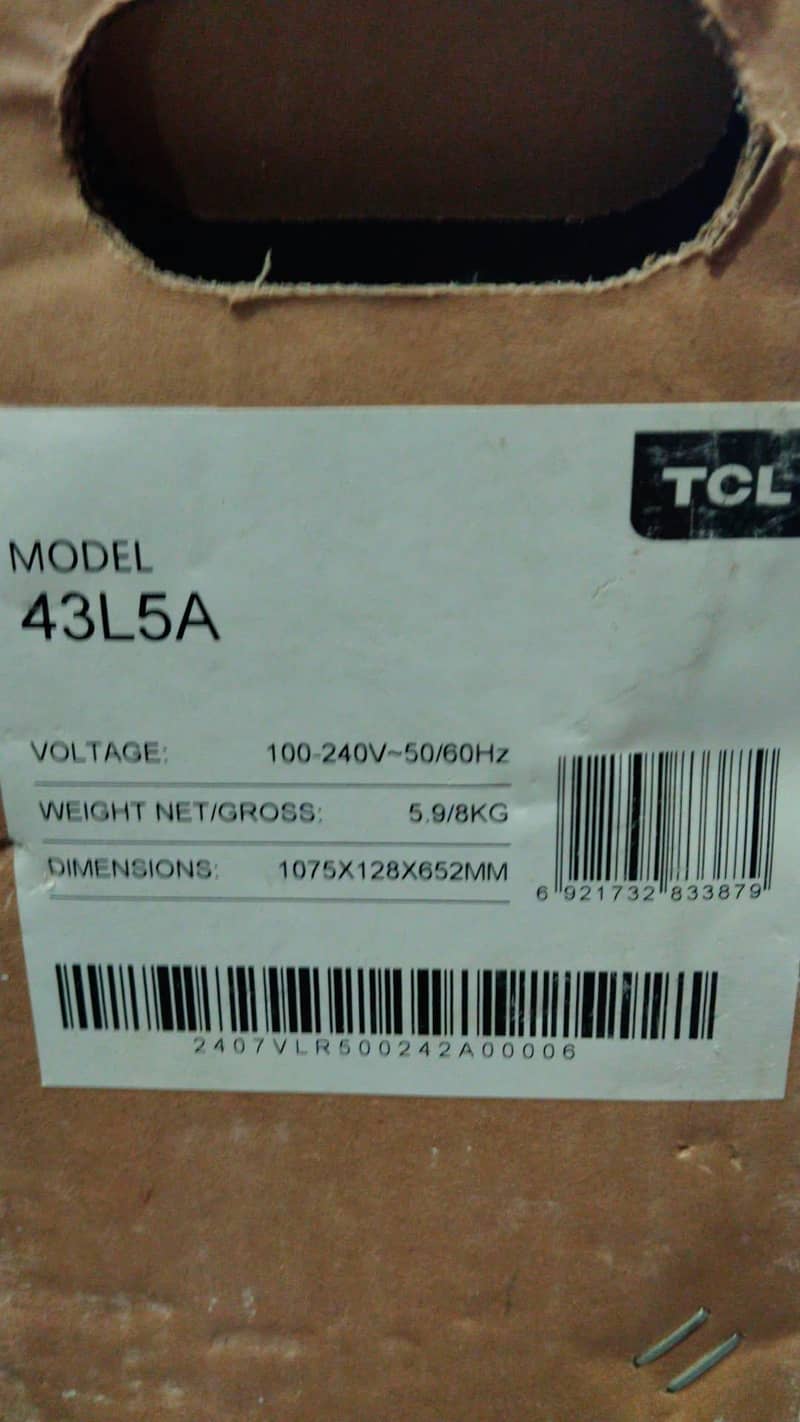 TCL
MODEL
43L5A
VOLTAGE: 100-240V~50/60Hz
WEIGHT NET/GROSS: 5.9/8KG
DIMENSIONS: 1075X128X652MM
6 921732 833879
2407VLR500242A00006